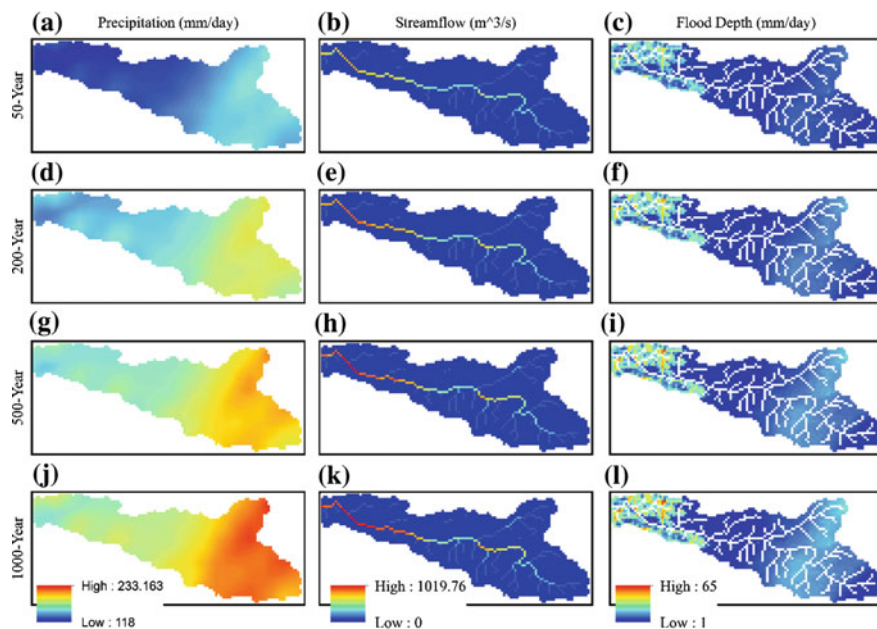 (a) Precipitation (mm/day) (b) Streamflow (m^3/s) (c) Flood Depth (mm/day)
50-Year
(d) (e) (f)
200-Year
(g) (h) (i)
500-Year
(j) (k) (l)
1000-Year
High : 233.163 High : 1019.76 High : 65
Low : 118 Low : 0 Low : 1